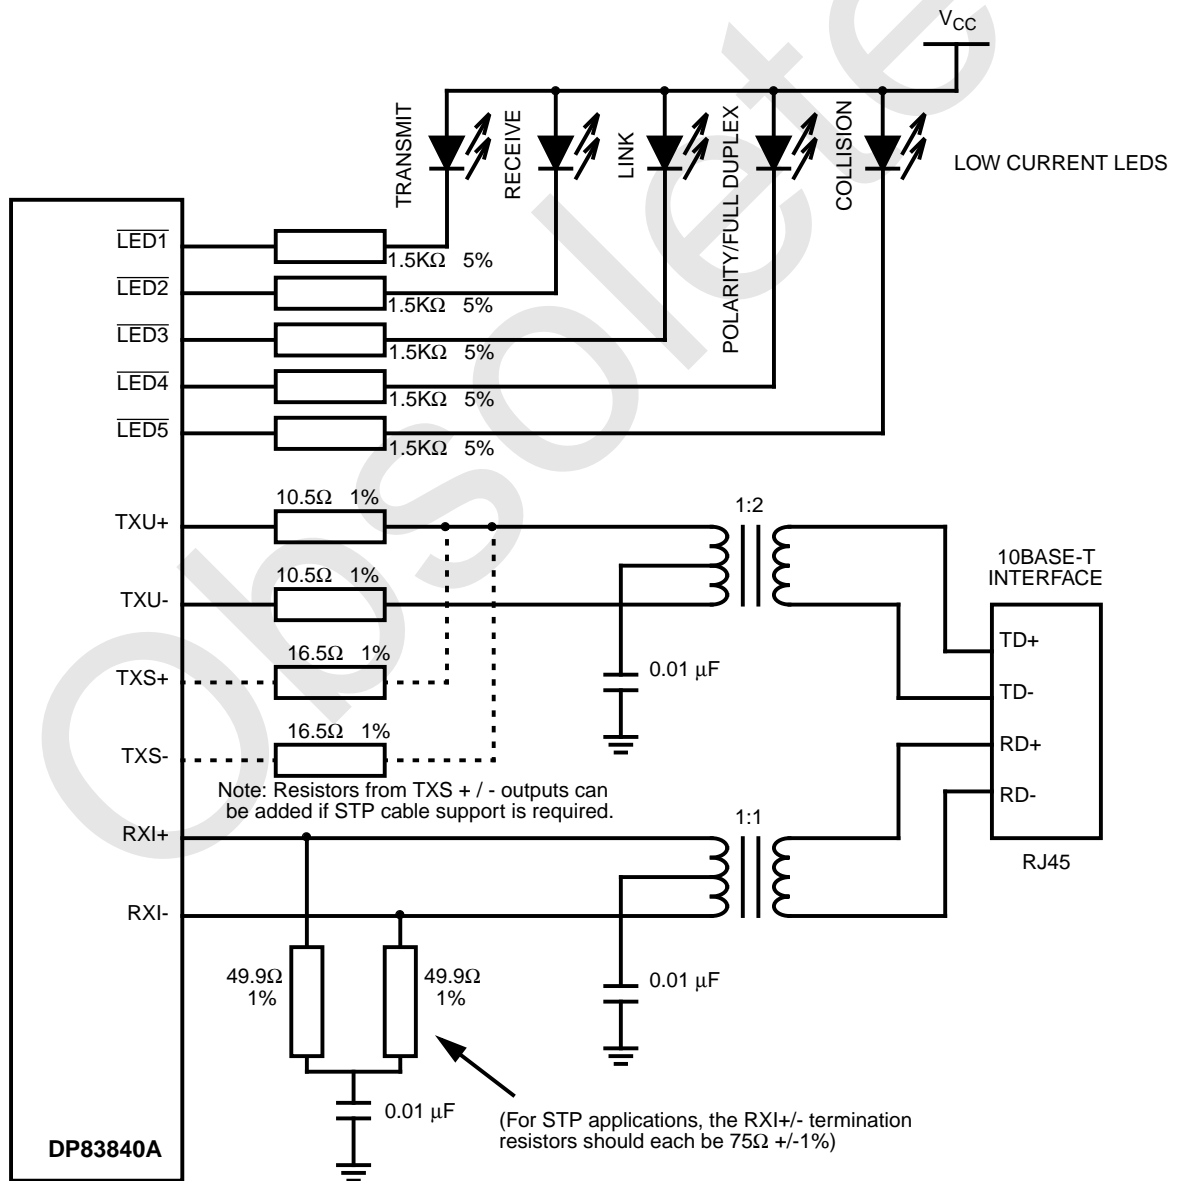 Obsolete
VCC
TRANSMIT
RECEIVE
LINK
POLARITY/FULL DUPLEX
COLLISION
LOW CURRENT LEDS
LED1
1.5KΩ 5%
LED2
1.5KΩ 5%
LED3
1.5KΩ 5%
LED4
1.5KΩ 5%
LED5
1.5KΩ 5%
10.5Ω 1%
TXU+
1:2
10BASE-T
INTERFACE
10.5Ω 1%
TXU-
TD+
16.5Ω 1%
TXS+
0.01 µF
TD-
16.5Ω 1%
RD+
TXS-
Note: Resistors from TXS + / - outputs can
be added if STP cable support is required.
RD-
1:1
RXI+
RJ45
RXI-
49.9Ω
1%
49.9Ω
1%
0.01 µF
0.01 µF
(For STP applications, the RXI+/- termination
resistors should each be 75Ω +/-1%)
DP83840A